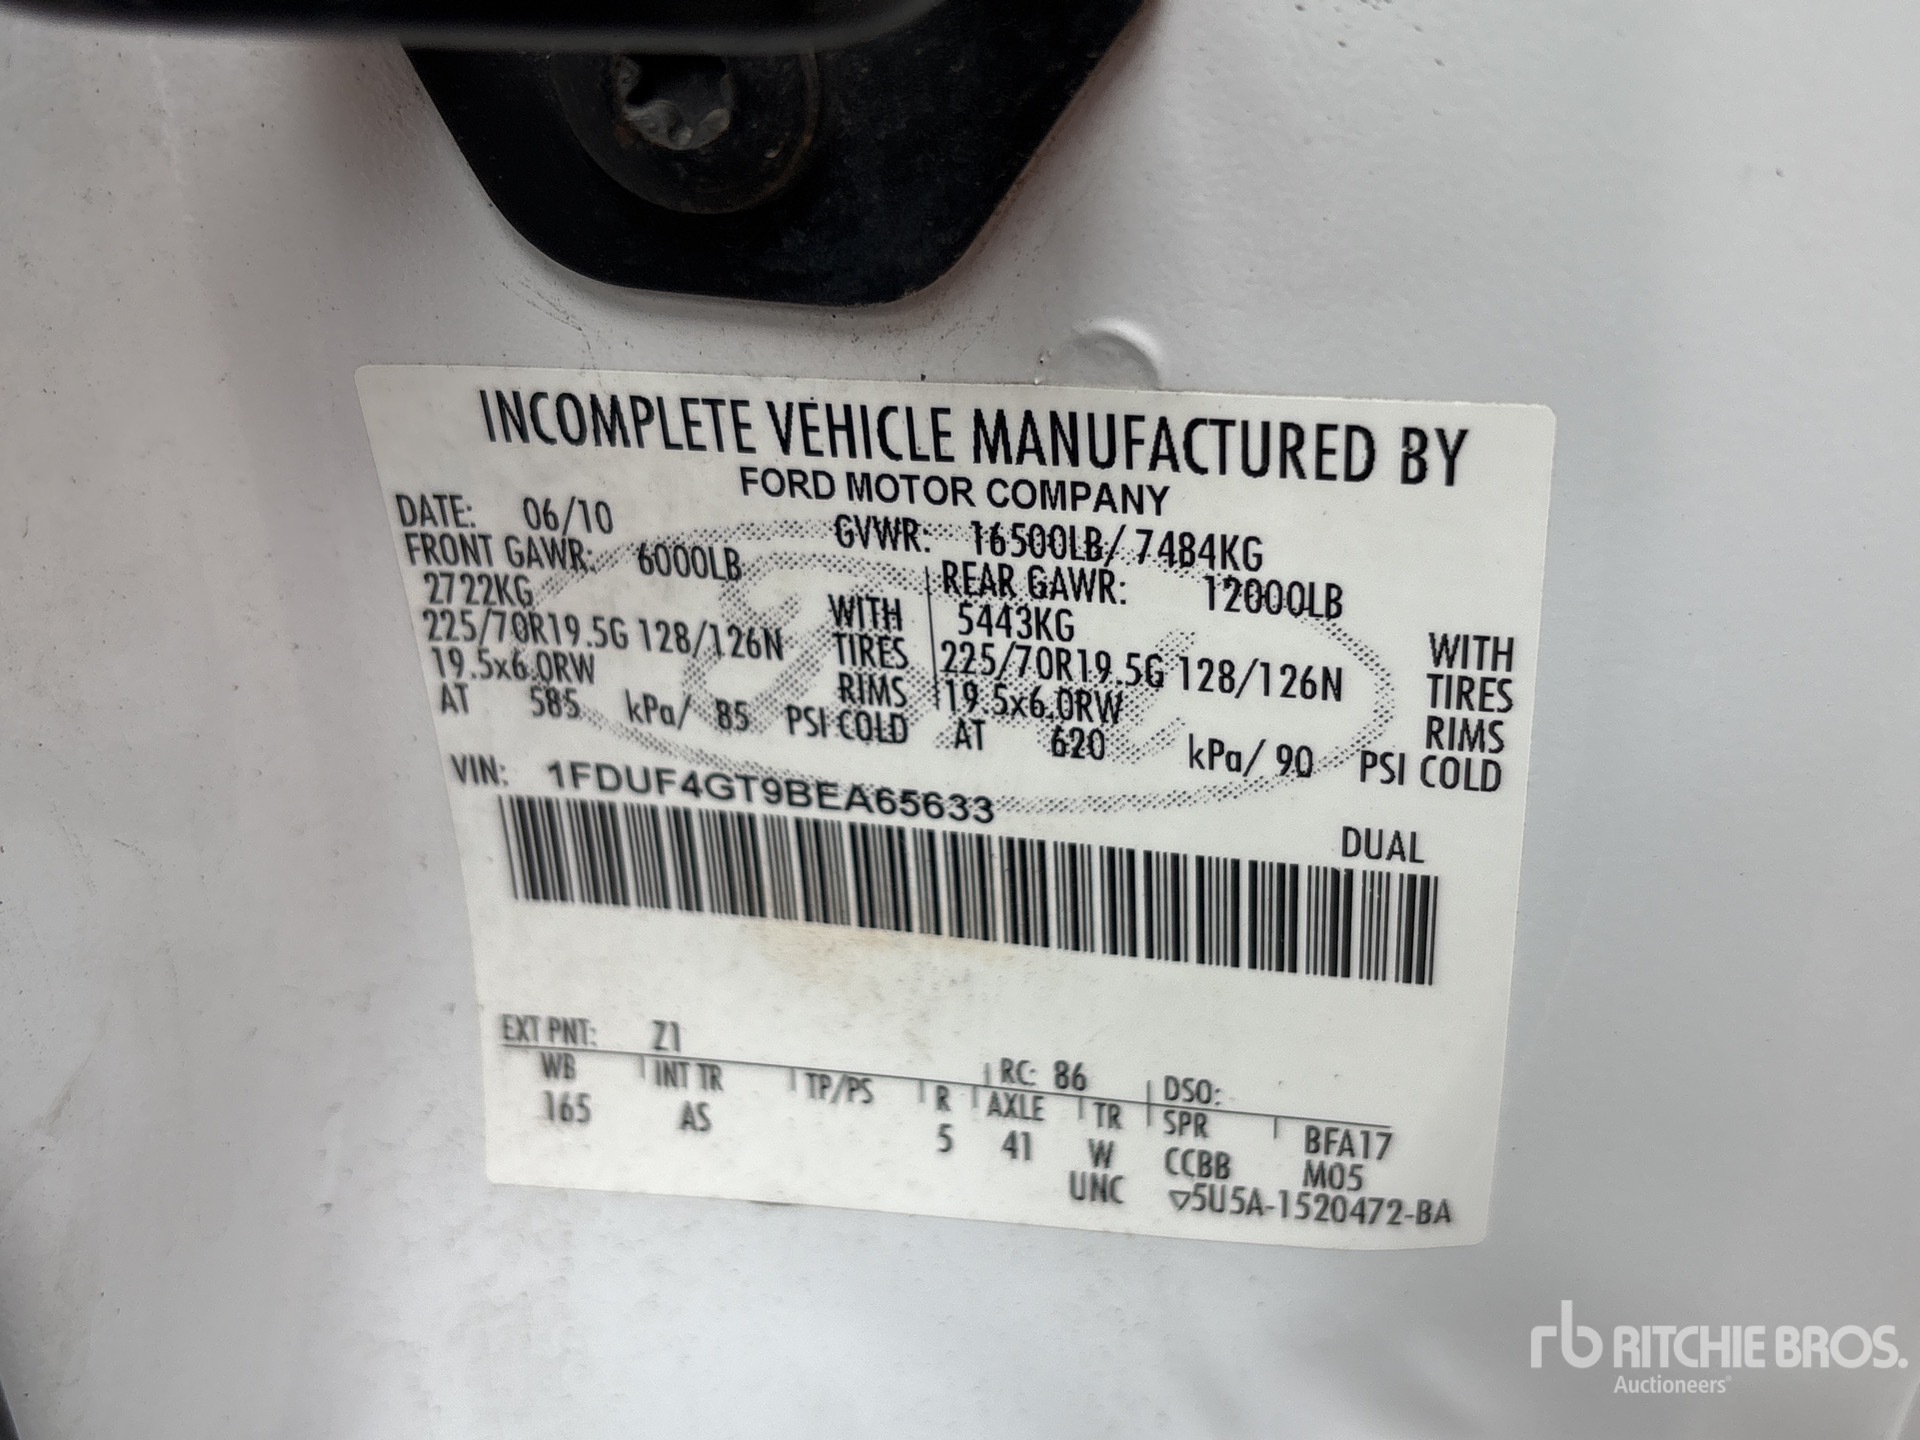 INCOMPLETE VEHICLE MANUFACTURED BY
FORD MOTOR COMPANY
DATE: 06/10 GVWR: 16500LB/ 7484KG
FRONT GAWR: 6000LB REAR GAWR: 12000LB
2722KG WITH 5443KG WITH
225/70R19.5G 128/126N TIRES 225/70R19.5G 128/126N TIRES
19.5x6.0RW RIMS 19.5x6.0RW RIMS
AT 585 kPa/ 85 PSI COLD AT 620 kPa/ 90 PSI COLD
VIN: 1FDUF4GT9BEA65633
DUAL
EXT PNT: Z1 RC: 86 DSO:
WB INT TR TP/PS R AXLE TR SPR BFA17
165 AS 5 41 W CCBB M05
UNC ▽5U5A-1520472-BA
rb RITCHIE BROS.
Auctioneers